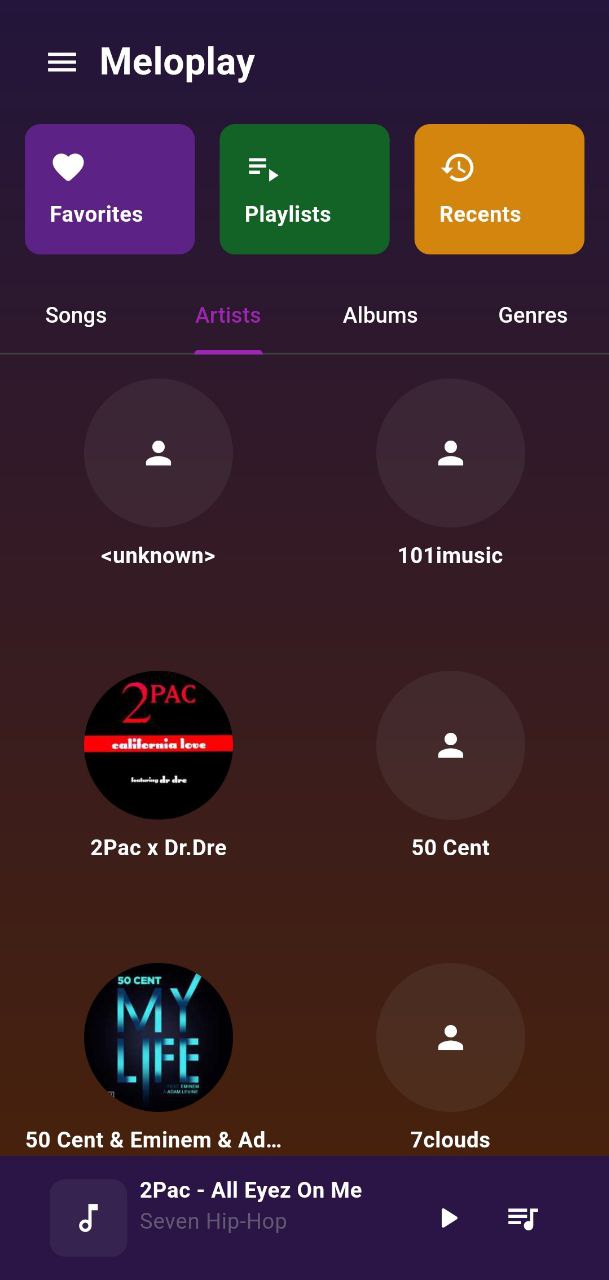 Meloplay
Favorites
Playlists
Recents
Songs
Artists
Albums
Genres
<unknown>
101imusic
2PAC
california love
featuring dr dre
2Pac x Dr.Dre
50 Cent
50 CENT
MY
LIFE
FEAT. EMINEM
& ADAM LEVINE
50 Cent & Eminem & Ad…
7clouds
2Pac - All Eyez On Me
Seven Hip-Hop